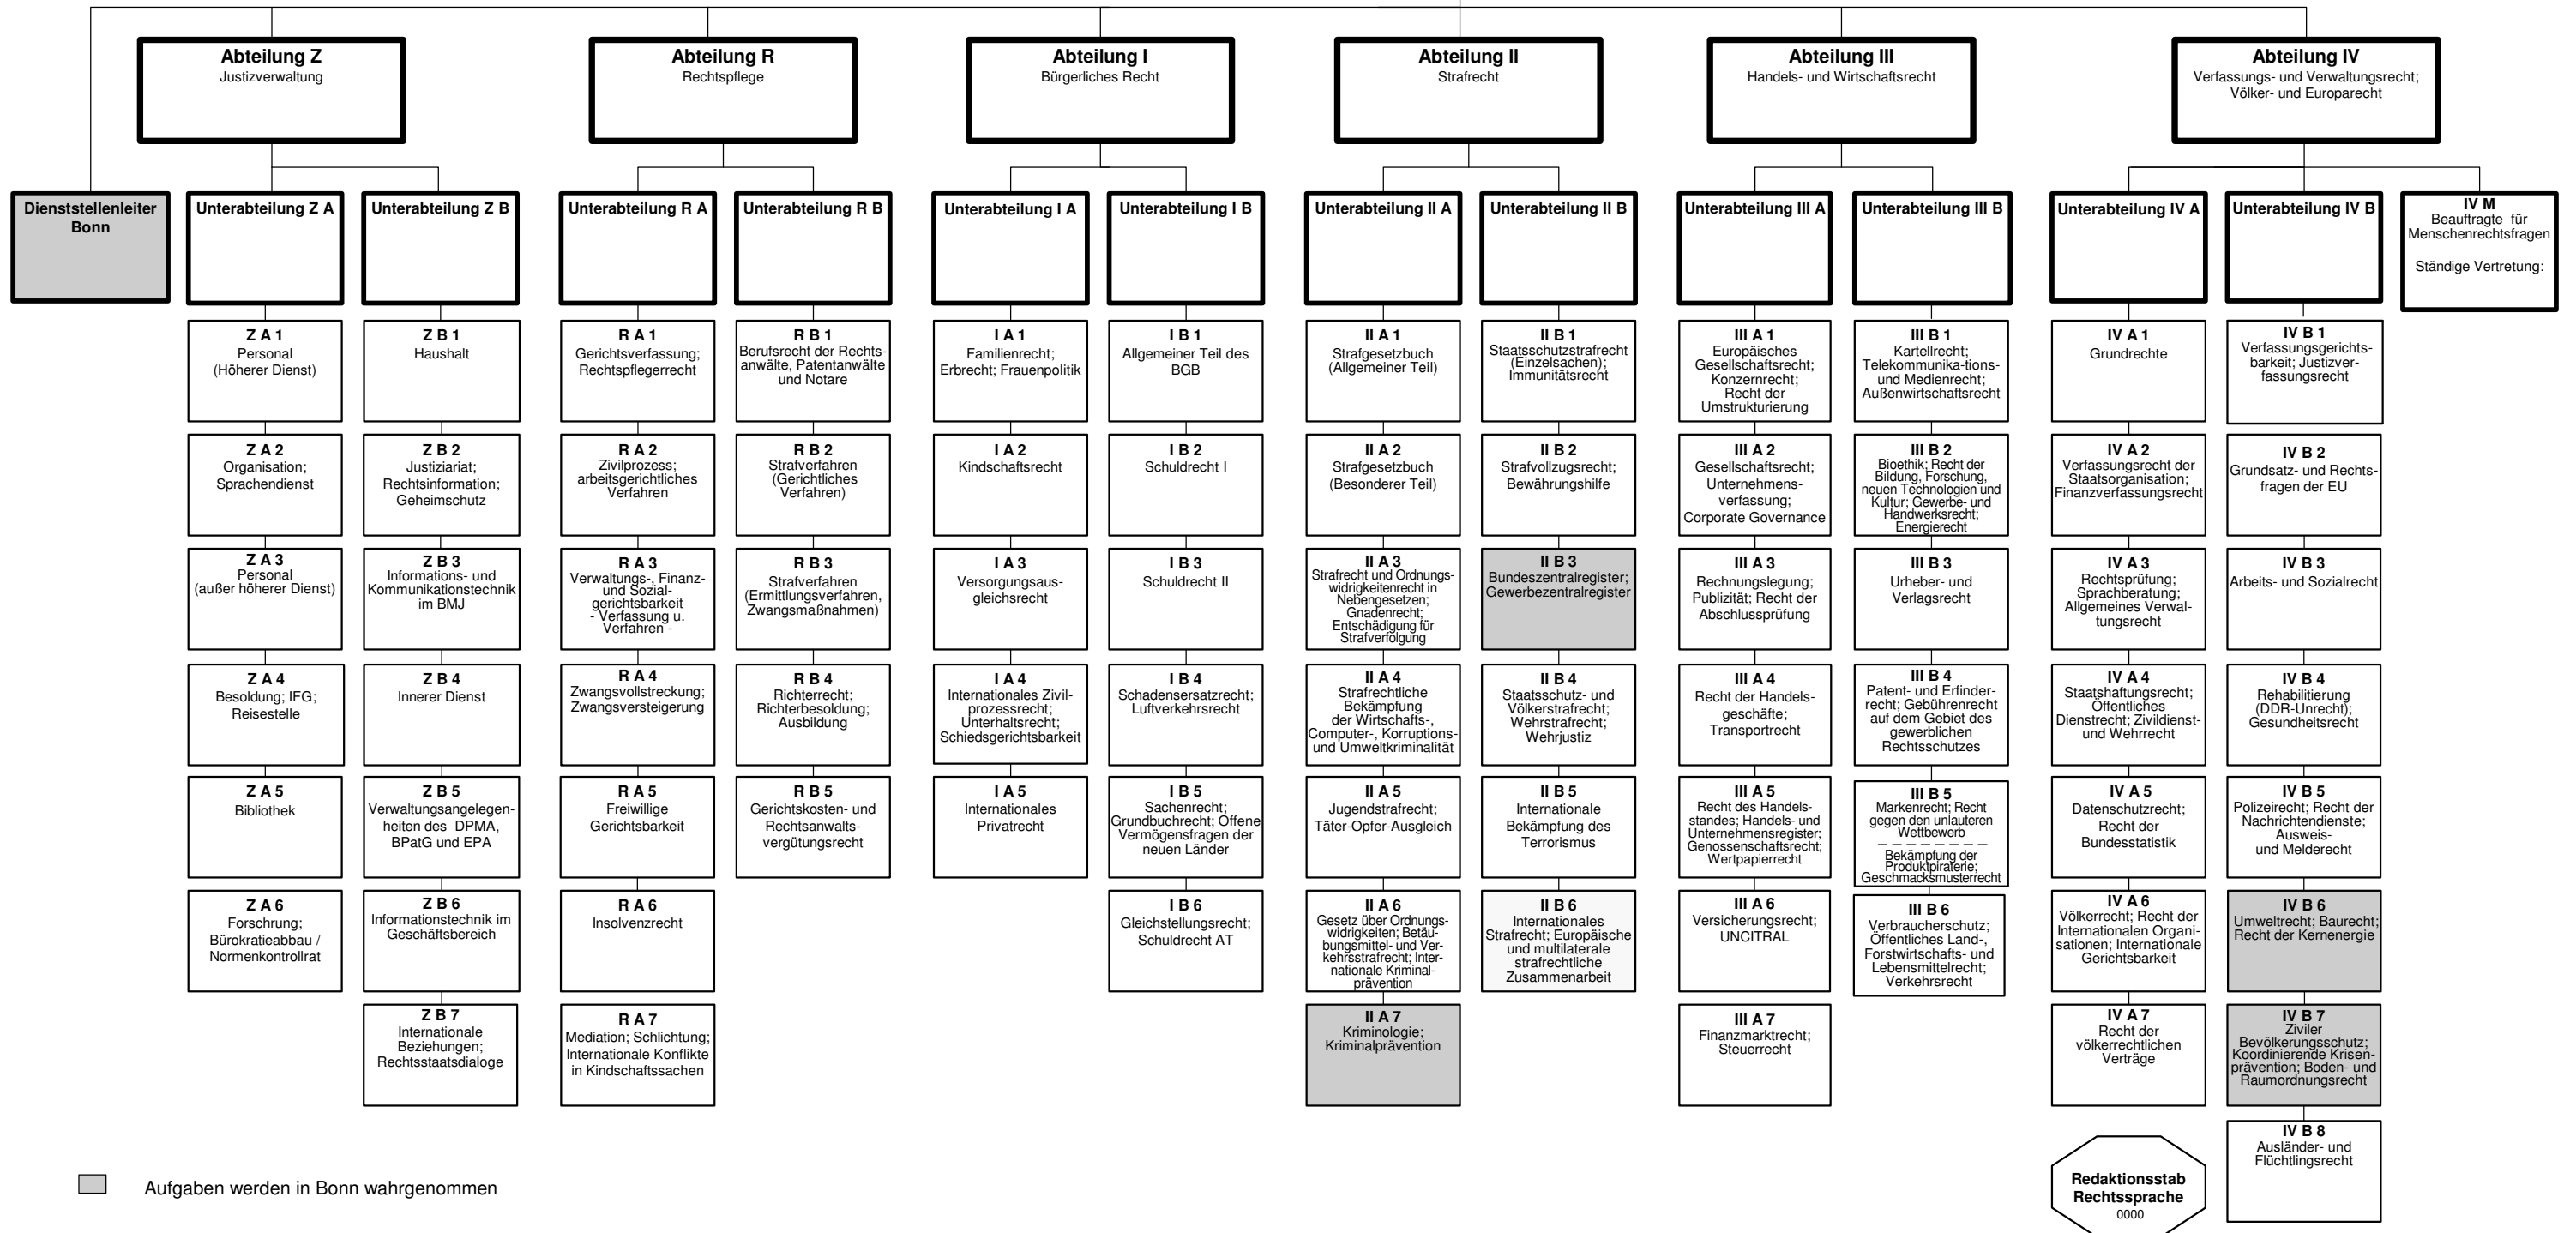 Abteilung Z
Justizverwaltung
Abteilung R
Rechtspflege
Abteilung I
Bürgerliches Recht
Abteilung II
Strafrecht
Abteilung III
Handels- und Wirtschaftsrecht
Abteilung IV
Verfassungs- und Verwaltungsrecht;
Völker- und Europarecht
Dienststellenleiter
Bonn
Unterabteilung Z A
Unterabteilung Z B
Unterabteilung R A
Unterabteilung R B
Unterabteilung I A
Unterabteilung I B
Unterabteilung II A
Unterabteilung II B
Unterabteilung III A
Unterabteilung III B
Unterabteilung IV A
Unterabteilung IV B
IV M
Beauftragte für
Menschenrechtsfragen
Ständige Vertretung:
Z A 1
Personal
(Höherer Dienst)
Z B 1
Haushalt
R A 1
Gerichtsverfassung;
Rechtspflegerrecht
R B 1
Berufsrecht der Rechts-
anwälte, Patentanwälte
und Notare
I A 1
Familienrecht;
Erbrecht; Frauenpolitik
I B 1
Allgemeiner Teil des
BGB
II A 1
Strafgesetzbuch
(Allgemeiner Teil)
II B 1
Staatsschutzstrafrecht
(Einzelsachen);
Immunitätsrecht
III A 1
Europäisches
Gesellschaftsrecht;
Konzernrecht;
Recht der
Umstrukturierung
III B 1
Kartellrecht;
Telekommunika-tions-
und Medienrecht;
Außenwirtschaftsrecht
IV A 1
Grundrechte
IV B 1
Verfassungsgerichts-
barkeit; Justizver-
fassungsrecht
Z A 2
Organisation;
Sprachendienst
Z B 2
Justiziariat;
Rechtsinformation;
Geheimschutz
R A 2
Zivilprozess;
arbeitsgerichtliches
Verfahren
R B 2
Strafverfahren
(Gerichtliches
Verfahren)
I A 2
Kindschaftsrecht
I B 2
Schuldrecht I
II A 2
Strafgesetzbuch
(Besonderer Teil)
II B 2
Strafvollzugsrecht;
Bewährungshilfe
III A 2
Gesellschaftsrecht;
Unternehmens-
verfassung;
Corporate Governance
III B 2
Bioethik; Recht der
Bildung, Forschung,
neuen Technologien und
Kultur; Gewerbe- und
Handwerksrecht;
Energierecht
IV A 2
Verfassungsrecht der
Staatsorganisation;
Finanzverfassungsrecht
IV B 2
Grundsatz- und Rechts-
fragen der EU
Z A 3
Personal
(außer höherer Dienst)
Z B 3
Informations- und
Kommunikationstechnik
im BMJ
R A 3
Verwaltungs-, Finanz-
und Sozial-
gerichtsbarkeit
- Verfassung u.
Verfahren -
R B 3
Strafverfahren
(Ermittlungsverfahren,
Zwangsmaßnahmen)
I A 3
Versorgungsaus-
gleichsrecht
I B 3
Schuldrecht II
II A 3
Strafrecht und Ordnungs-
widrigkeitenrecht in
Nebengesetzen;
Gnadenrecht;
Entschädigung für
Strafverfolgung
II B 3
Bundeszentralregister;
Gewerbezentralregister
III A 3
Rechnungslegung;
Publizität; Recht der
Abschlussprüfung
III B 3
Urheber- und
Verlagsrecht
IV A 3
Rechtsprüfung;
Sprachberatung;
Allgemeines Verwal-
tungsrecht
IV B 3
Arbeits- und Sozialrecht
Z A 4
Besoldung; IFG;
Reisestelle
Z B 4
Innerer Dienst
R A 4
Zwangsvollstreckung;
Zwangsversteigerung
R B 4
Richterrecht;
Richterbesoldung;
Ausbildung
I A 4
Internationales Zivil-
prozessrecht;
Unterhaltsrecht;
Schiedsgerichtsbarkeit
I B 4
Schadensersatzrecht;
Luftverkehrsrecht
II A 4
Strafrechtliche
Bekämpfung
der Wirtschafts-,
Computer-, Korruptions-
und Umweltkriminalität
II B 4
Staatsschutz- und
Völkerstrafrecht;
Wehrstrafrecht;
Wehrjustiz
III A 4
Recht der Handels-
geschäfte;
Transportrecht
III B 4
Patent- und Erfinder-
recht; Gebührenrecht
auf dem Gebiet des
gewerblichen
Rechtsschutzes
IV A 4
Staatshaftungsrecht;
Öffentliches
Dienstrecht; Zivildienst-
und Wehrrecht
IV B 4
Rehabilitierung
(DDR-Unrecht);
Gesundheitsrecht
Z A 5
Bibliothek
Z B 5
Verwaltungsangelegen-
heiten des DPMA,
BPatG und EPA
R A 5
Freiwillige
Gerichtsbarkeit
R B 5
Gerichtskosten- und
Rechtsanwalts-
vergütungsrecht
I A 5
Internationales
Privatrecht
I B 5
Sachenrecht;
Grundbuchrecht; Offene
Vermögensfragen der
neuen Länder
II A 5
Jugendstrafrecht;
Täter-Opfer-Ausgleich
II B 5
Internationale
Bekämpfung des
Terrorismus
III A 5
Recht des Handels-
standes; Handels- und
Unternehmensregister;
Genossenschaftsrecht;
Wertpapierrecht
III B 5
Markenrecht; Recht
gegen den unlauteren
Wettbewerb
Bekämpfung der
Produktpiraterie;
Geschmacksmusterrecht
IV A 5
Datenschutzrecht;
Recht der
Bundesstatistik
IV B 5
Polizeirecht; Recht der
Nachrichtendienste;
Ausweis-
und Melderecht
Z A 6
Forschrung;
Bürokratieabbau /
Normenkontrollrat
Z B 6
Informationstechnik im
Geschäftsbereich
R A 6
Insolvenzrecht
I B 6
Gleichstellungsrecht;
Schuldrecht AT
II A 6
Gesetz über Ordnungs-
widrigkeiten; Betäu-
bungsmittel- und Ver-
kehrsstrafrecht; Inter-
nationale Kriminal-
prävention
II B 6
Internationales
Strafrecht; Europäische
und multilaterale
strafrechtliche
Zusammenarbeit
III A 6
Versicherungsrecht;
UNCITRAL
III B 6
Verbraucherschutz;
Öffentliches Land-,
Forstwirtschafts- und
Lebensmittelrecht;
Verkehrsrecht
IV A 6
Völkerrecht; Recht der
Internationalen Organi-
sationen; Internationale
Gerichtsbarkeit
IV B 6
Umweltrecht; Baurecht;
Recht der Kernenergie
Z B 7
Internationale
Beziehungen;
Rechtsstaatsdialoge
R A 7
Mediation; Schlichtung;
Internationale Konflikte
in Kindschaftssachen
II A 7
Kriminologie;
Kriminalprävention
III A 7
Finanzmarktrecht;
Steuerrecht
IV A 7
Recht der
völkerrechtlichen
Verträge
IV B 7
Ziviler
Bevölkerungsschutz;
Koordinierende Krisen-
prävention; Boden- und
Raumordnungsrecht
IV B 8
Ausländer- und
Flüchtlingsrecht
Redaktionsstab
Rechtssprache
0000
Aufgaben werden in Bonn wahrgenommen